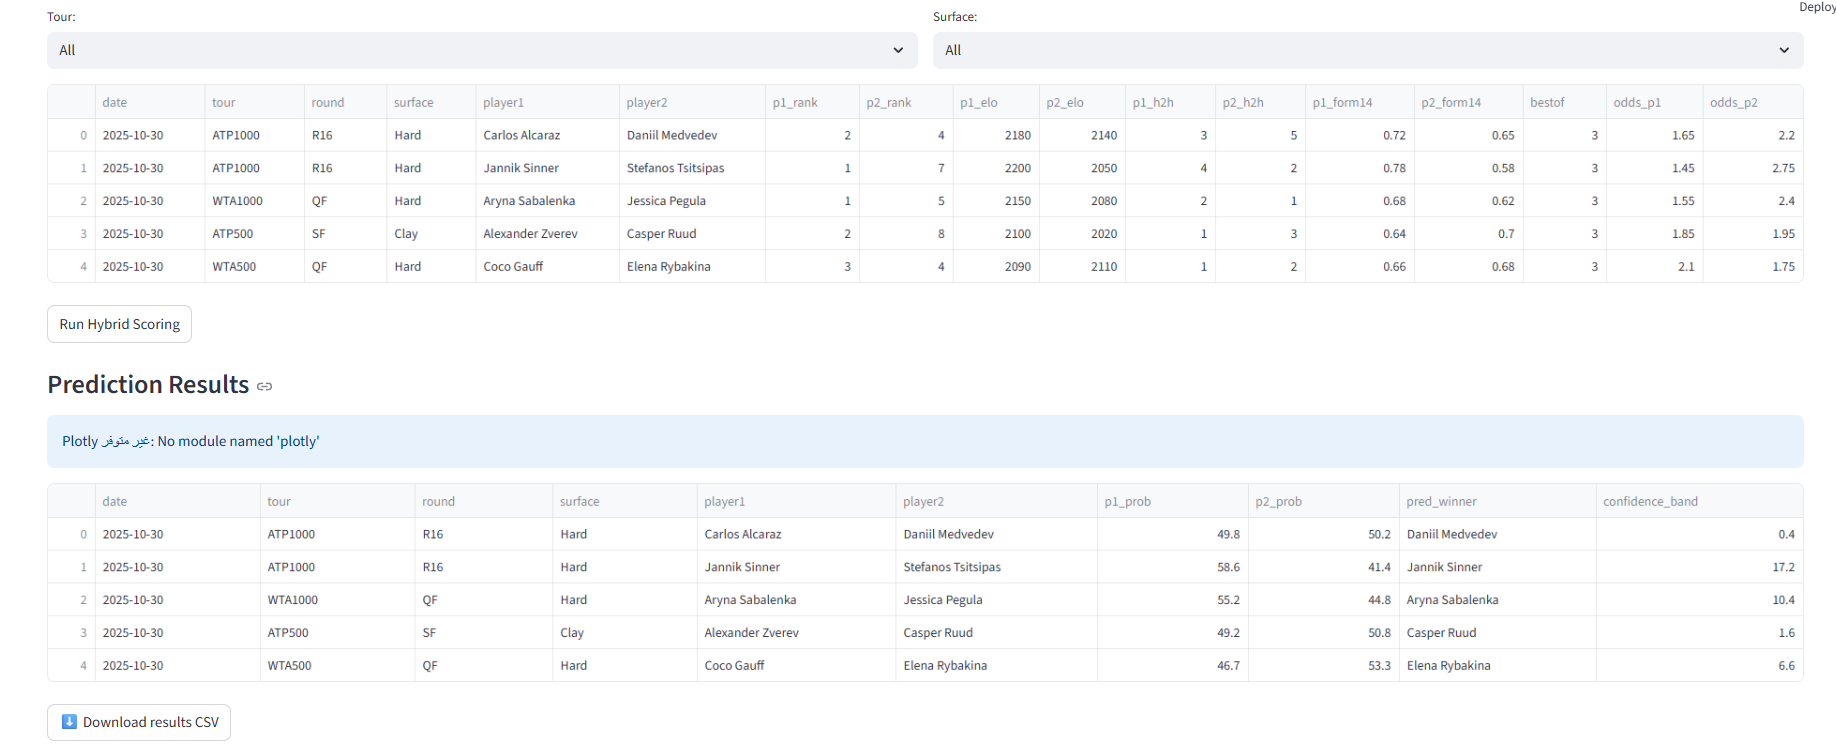 Deploy
Tour: Surface:
All All
date tour round surface player1 player2 p1_rank p2_rank p1_elo p2_elo p1_h2h p2_h2h p1_form14 p2_form14 bestof odds_p1 odds_p2
0 2025-10-30 ATP1000 R16 Hard Carlos Alcaraz Daniil Medvedev 2 4 2180 2140 3 5 0.72 0.65 3 1.65 2.2
1 2025-10-30 ATP1000 R16 Hard Jannik Sinner Stefanos Tsitsipas 1 7 2200 2050 4 2 0.78 0.58 3 1.45 2.75
2 2025-10-30 WTA1000 QF Hard Aryna Sabalenka Jessica Pegula 1 5 2150 2080 2 1 0.68 0.62 3 1.55 2.4
3 2025-10-30 ATP500 SF Clay Alexander Zverev Casper Ruud 2 8 2100 2020 1 3 0.64 0.7 3 1.85 1.95
4 2025-10-30 WTA500 QF Hard Coco Gauff Elena Rybakina 3 4 2090 2110 1 2 0.66 0.68 3 2.1 1.75
Run Hybrid Scoring
Prediction Results
Plotly غير متوفر: No module named 'plotly'
date tour round surface player1 player2 p1_prob p2_prob pred_winner confidence_band
0 2025-10-30 ATP1000 R16 Hard Carlos Alcaraz Daniil Medvedev 49.8 50.2 Daniil Medvedev 0.4
1 2025-10-30 ATP1000 R16 Hard Jannik Sinner Stefanos Tsitsipas 58.6 41.4 Jannik Sinner 17.2
2 2025-10-30 WTA1000 QF Hard Aryna Sabalenka Jessica Pegula 55.2 44.8 Aryna Sabalenka 10.4
3 2025-10-30 ATP500 SF Clay Alexander Zverev Casper Ruud 49.2 50.8 Casper Ruud 1.6
4 2025-10-30 WTA500 QF Hard Coco Gauff Elena Rybakina 46.7 53.3 Elena Rybakina 6.6
Download results CSV